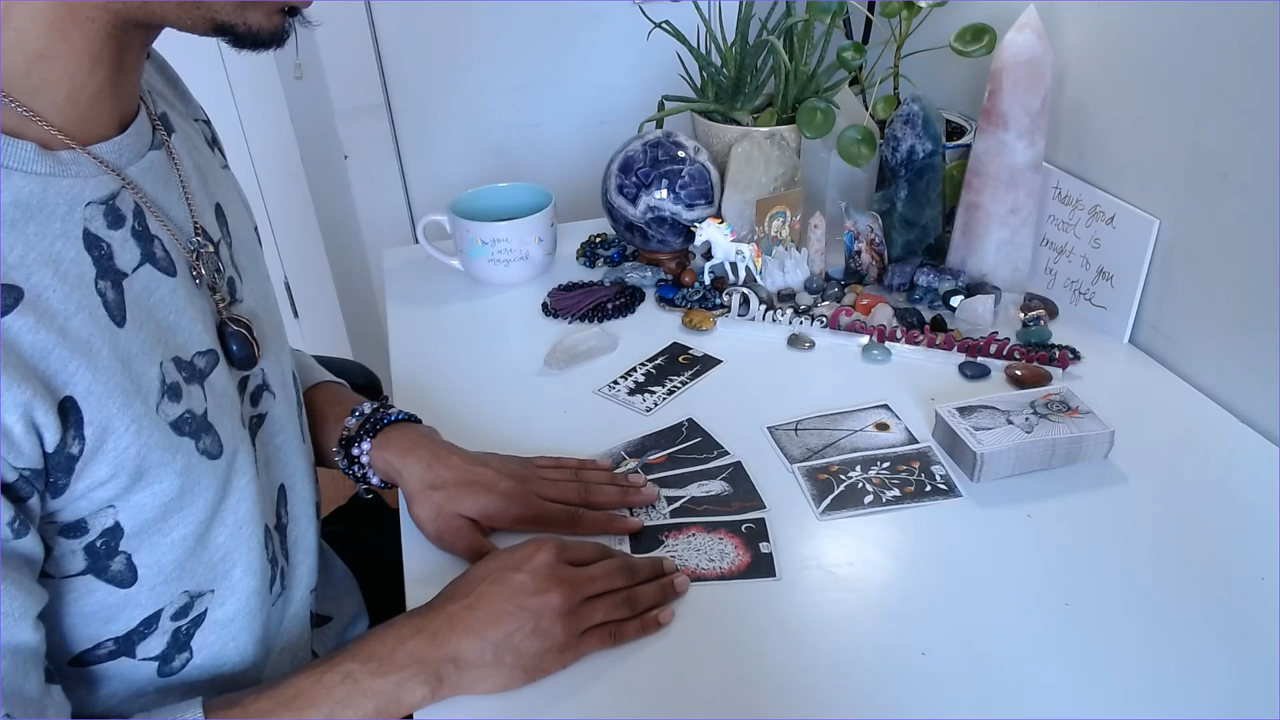 you
are
magical
today's good
mood is
brought to you
by coffee
Divine Conversations